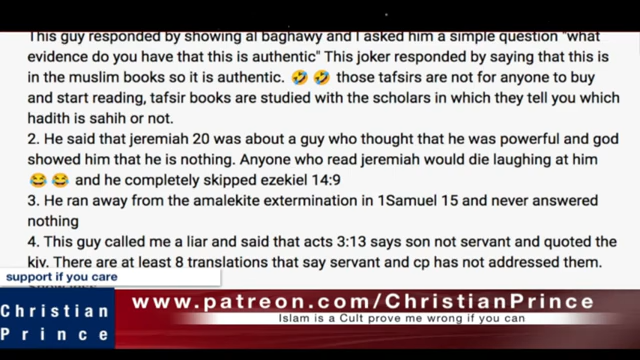 This guy responded by showing al baghawy and I asked him a simple question "what
evidence do you have that this is authentic" This joker responded by saying that this is
in the muslim books so it is authentic. 🤣 🤣 those tafsirs are not for anyone to buy
and start reading, tafsir books are studied with the scholars in which they tell you which
hadith is sahih or not.
2. He said that jeremiah 20 was about a guy who thought that he was powerful and god
showed him that he is nothing. Anyone who read jeremiah would die laughing at him
😂 😂 and he completely skipped ezekiel 14:9
3. He ran away from the amalekite extermination in 1Samuel 15 and never answered
nothing
4. This guy called me a liar and said that acts 3:13 says son not servant and quoted the
kjv. There are at least 8 translations that say servant and cp has not addressed them.
support if you care
Christian
Prince
www.patreon.com/ChristianPrince
Islam is a Cult prove me wrong if you can